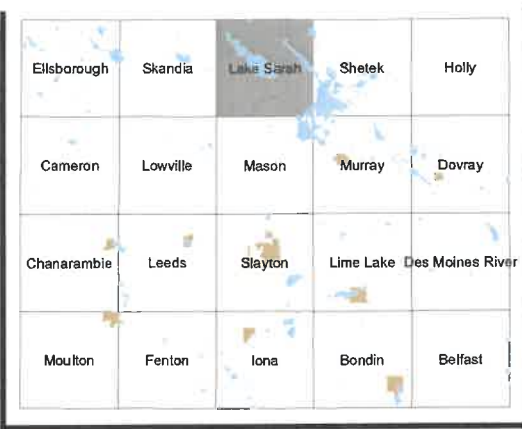 Ellsborough Skandia Lake Sarah Shetek Holly
Cameron Lowville Mason Murray Dovray
Chanarambie Leeds Slayton Lime Lake Des Moines River
Moulton Fenton Iona Bondin Belfast